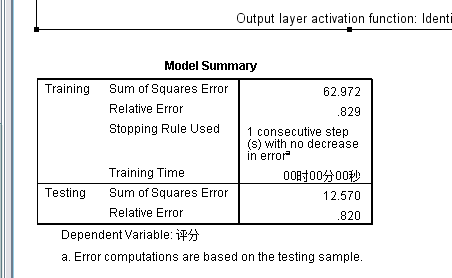 Output layer activation function: Identi
Model Summary
Training Sum of Squares Error 62.972
Relative Error .829
Stopping Rule Used 1 consecutive step
(s) with no decrease
in errorª
Training Time 00时00分00秒
Testing Sum of Squares Error 12.570
Relative Error .820
Dependent Variable: 评分
a. Error computations are based on the testing sample.